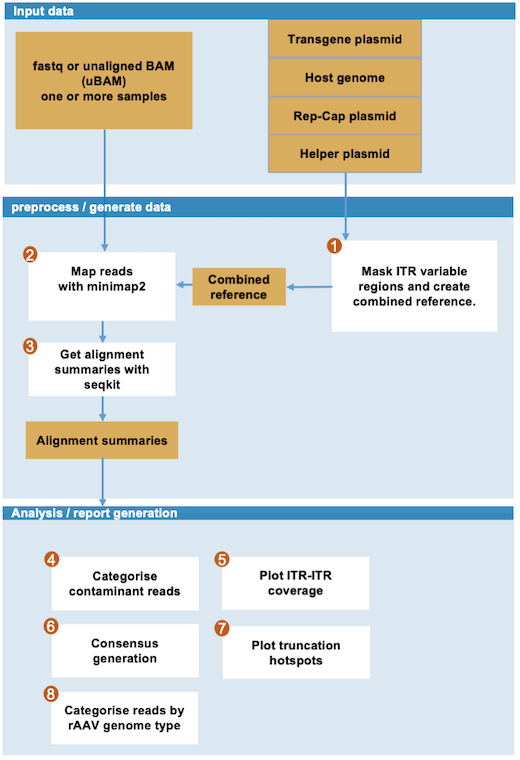 Input data
fastq or unaligned BAM
(uBAM)
one or more samples
Transgene plasmid
Host genome
Rep-Cap plasmid
Helper plasmid
preprocess / generate data
1
Mask ITR variable
regions and create
combined reference.
2
Map reads
with minimap2
Combined
reference
3
Get alignment
summaries with
seqkit
Alignment summaries
Analysis / report generation
4
Categorise
contaminant reads
5
Plot ITR-ITR
coverage
6
Consensus
generation
7
Plot truncation
hotspots
8
Categorise reads by
rAAV genome type